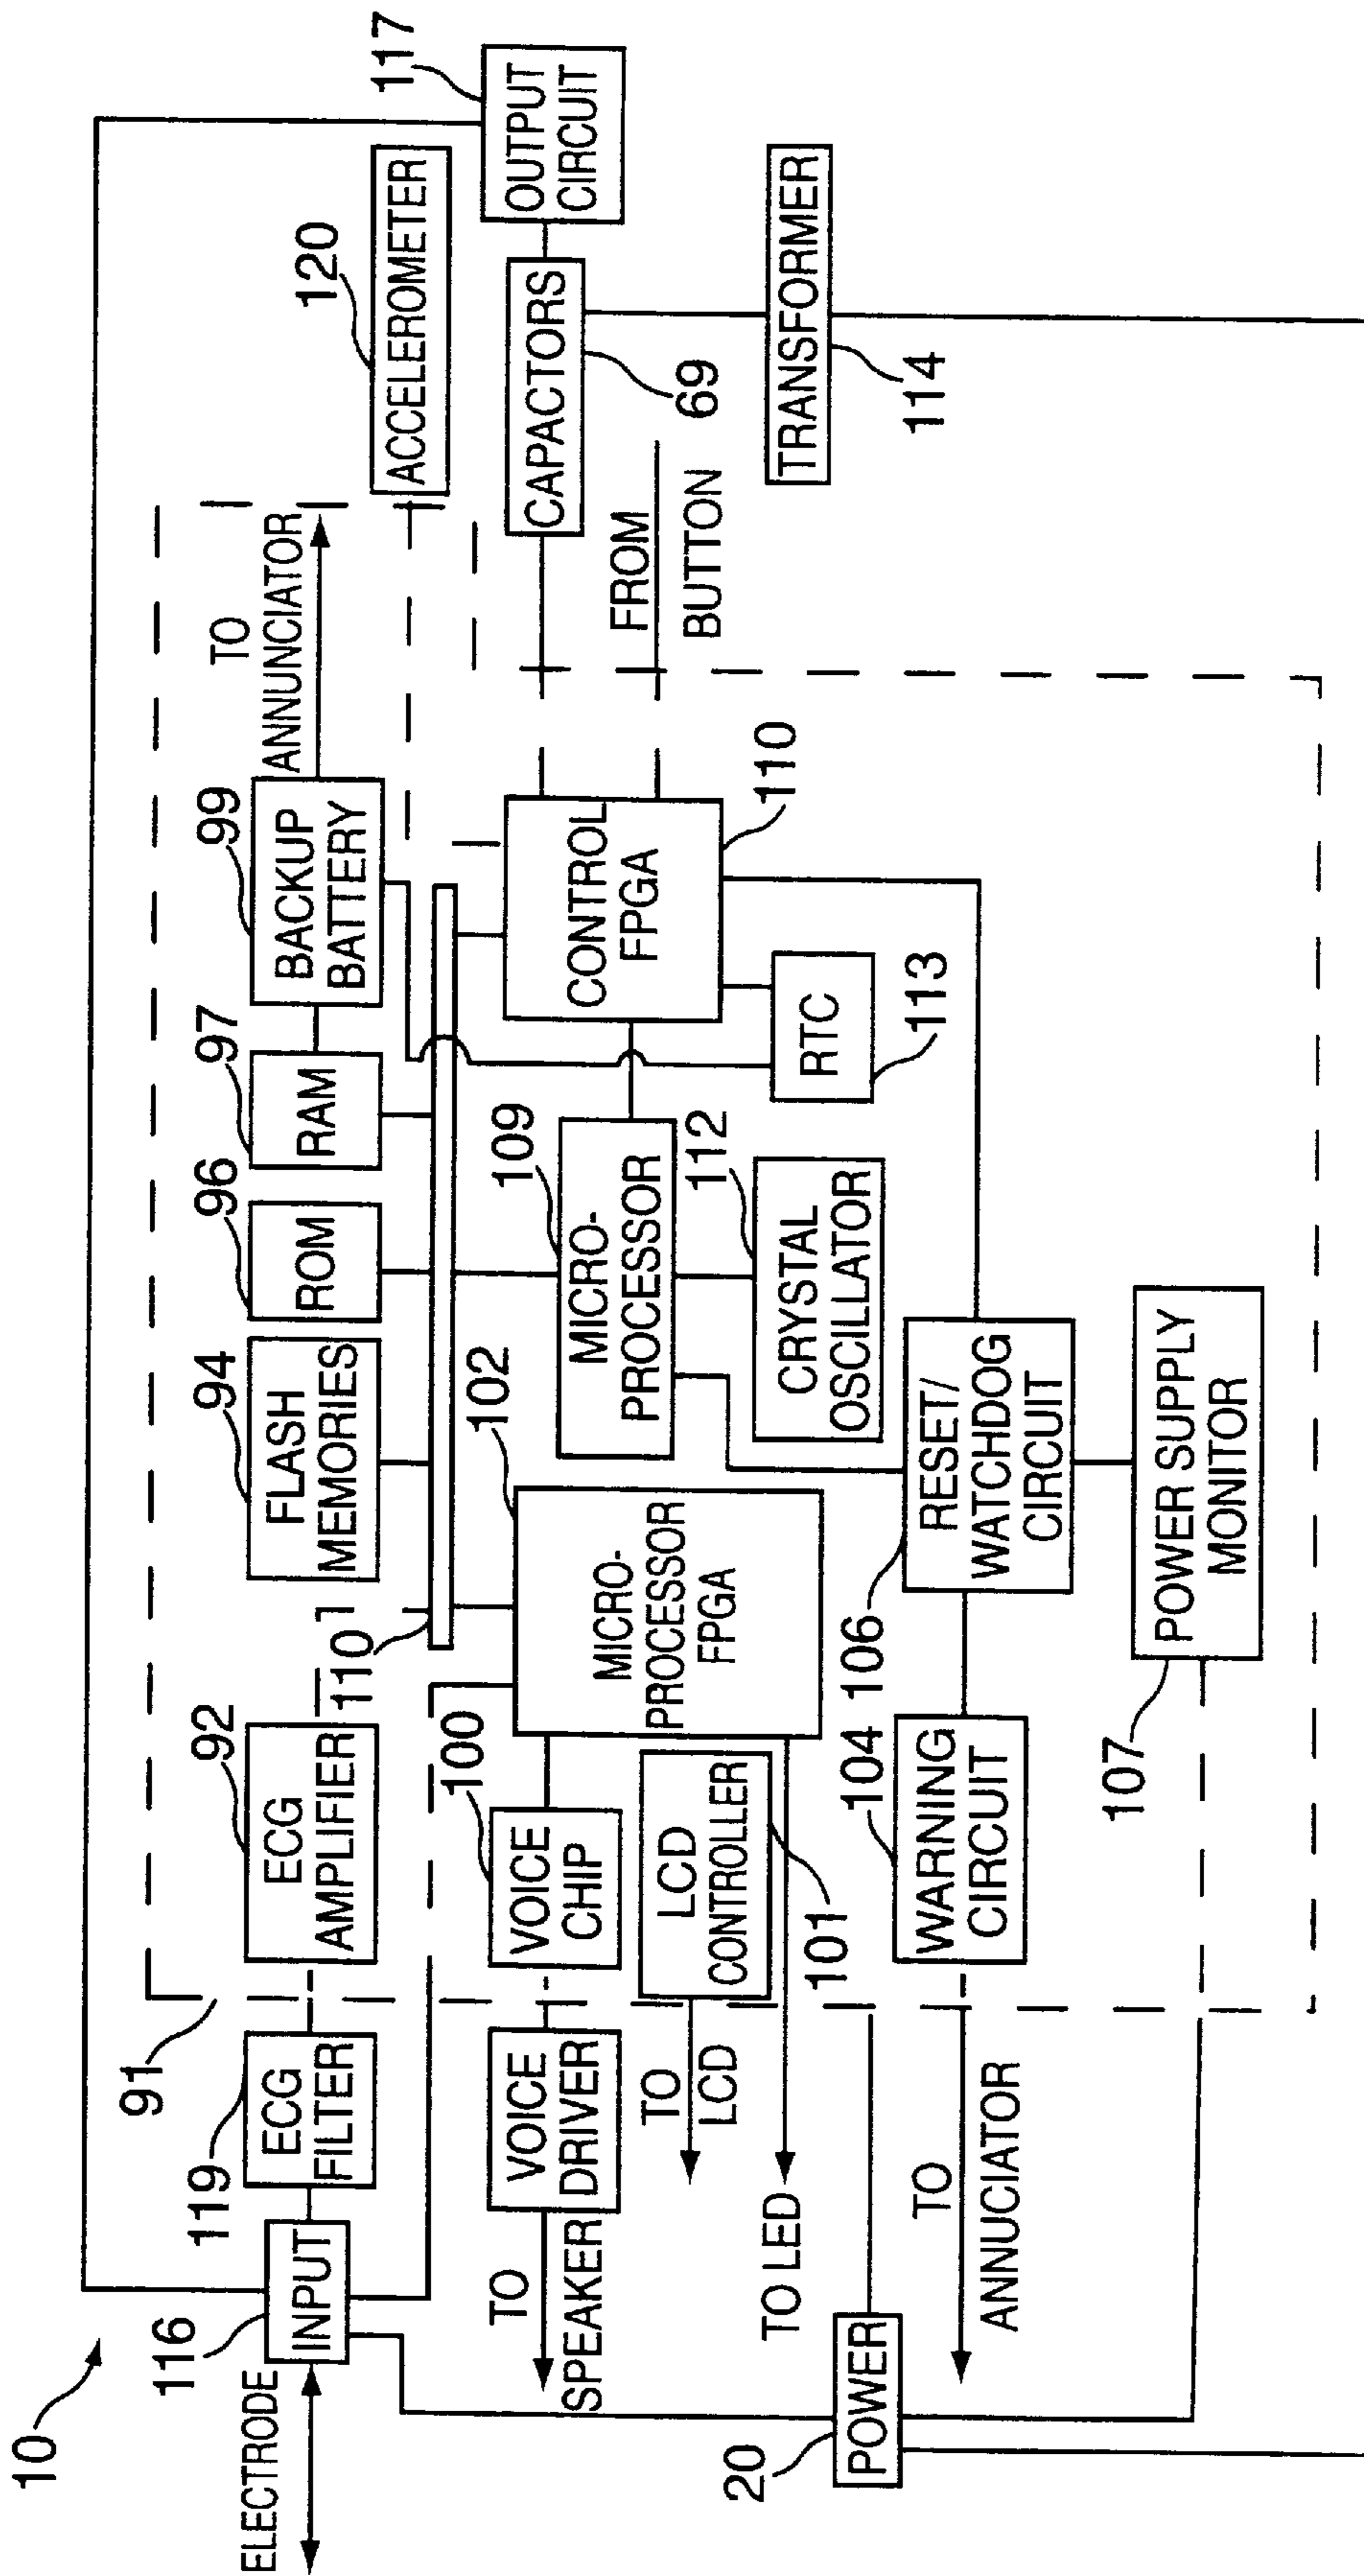 10
ELECTRODE
116
INPUT
119
ECG
FILTER
91
92
ECG
AMPLIFIER
110
94
FLASH
MEMORIES
96
ROM
97
RAM
99
BACKUP
BATTERY
TO
ANNUNCIATOR
120
ACCELEROMETER
117
OUTPUT
CIRCUIT
TO
SPEAKER
VOICE
DRIVER
100
VOICE
CHIP
102
MICRO-
PROCESSOR
FPGA
109
MICRO-
PROCESSOR
CONTROL
FPGA
110
CAPACITORS
69
FROM
BUTTON
TO
LCD
LCD
CONTROLLER
101
TO LED
112
CRYSTAL
OSCILLATOR
RTC
113
TRANSFORMER
114
20
POWER
TO
ANNUCIATOR
104
WARNING
CIRCUIT
106
RESET/
WATCHDOG
CIRCUIT
107
POWER SUPPLY
MONITOR